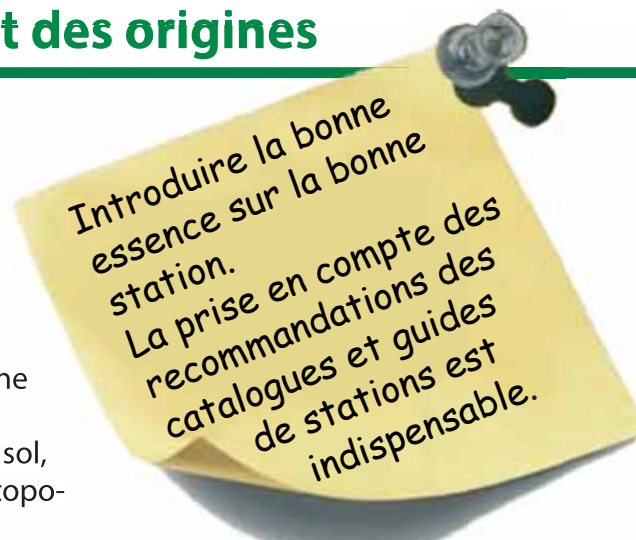 t des origines
Introduire la bonne
essence sur la bonne
station.
La prise en compte des
recommandations des
catalogues et guides
de stations est
indispensable.
ne
sol,
topo-